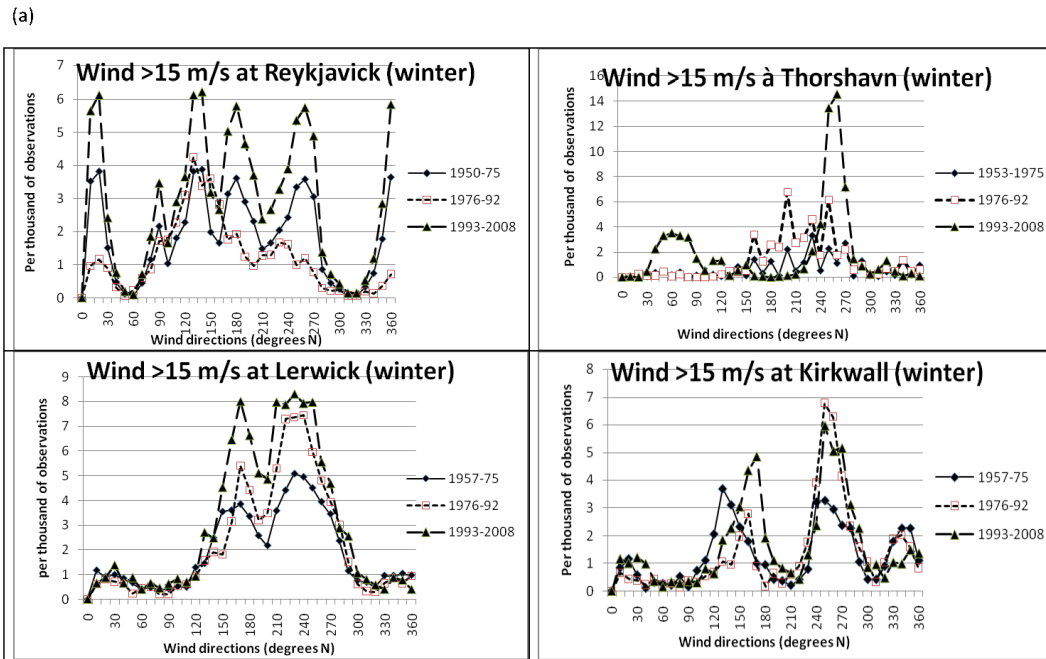 (a)
Wind >15 m/s at Reykjavick (winter)
Per thousand of observations
7
6
5
4
3
2
1
0
0 30 60 90 120 150 180 210 240 270 300 330 360
Wind directions (degrees N)
1950-75
1976-92
1993-2008
Wind >15 m/s à Thorshavn (winter)
Per thousand of observations
16
14
12
10
8
6
4
2
0
0 30 60 90 120 150 180 210 240 270 300 330 360
Wind directions (degrees N)
1953-1975
1976-92
1993-2008
Wind >15 m/s at Lerwick (winter)
per thousand of observations
9
8
7
6
5
4
3
2
1
0
0 30 60 90 120 150 180 210 240 270 300 330 360
Wind directions (degrees N)
1957-75
1976-92
1993-2008
Wind >15 m/s at Kirkwall (winter)
Per thousand of observations
8
7
6
5
4
3
2
1
0
0 30 60 90 120 150 180 210 240 270 300 330 360
Wind directions (degrees N)
1957-75
1976-92
1993-2008